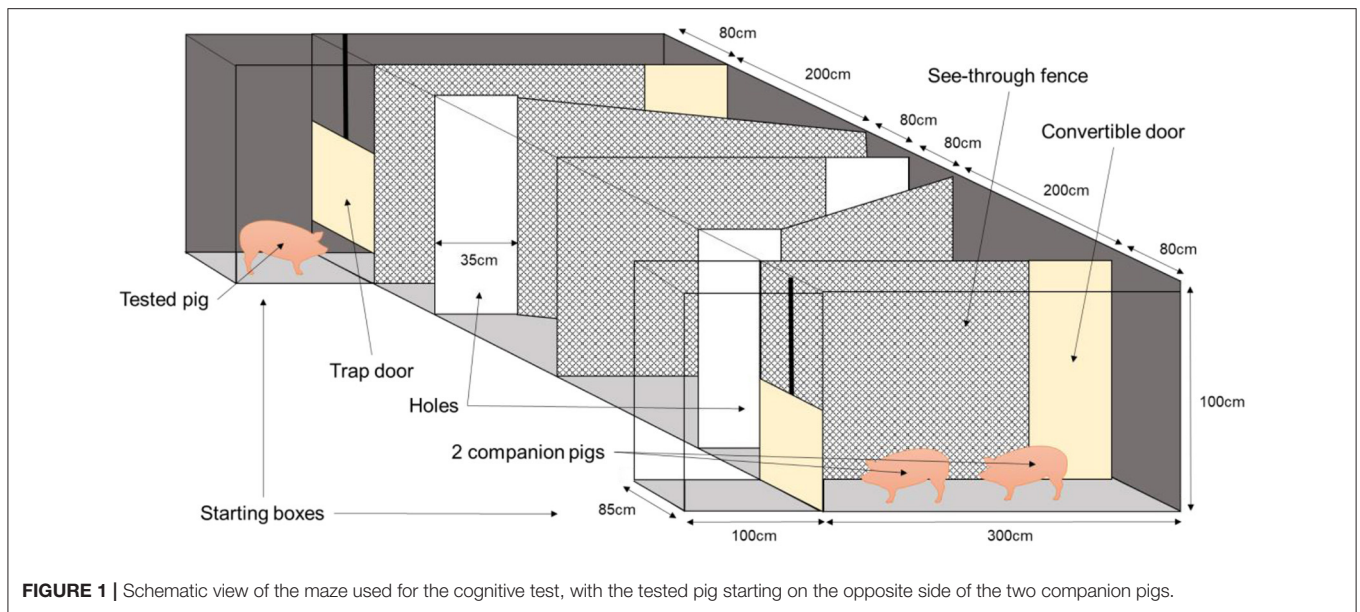 80cm
200cm
See-through fence
80cm
80cm
Convertible door
200cm
80cm
35cm
Tested pig
Trap door
Holes
100cm
2 companion pigs
Starting boxes
85cm
100cm
300cm
FIGURE 1 | Schematic view of the maze used for the cognitive test, with the tested pig starting on the opposite side of the two companion pigs.